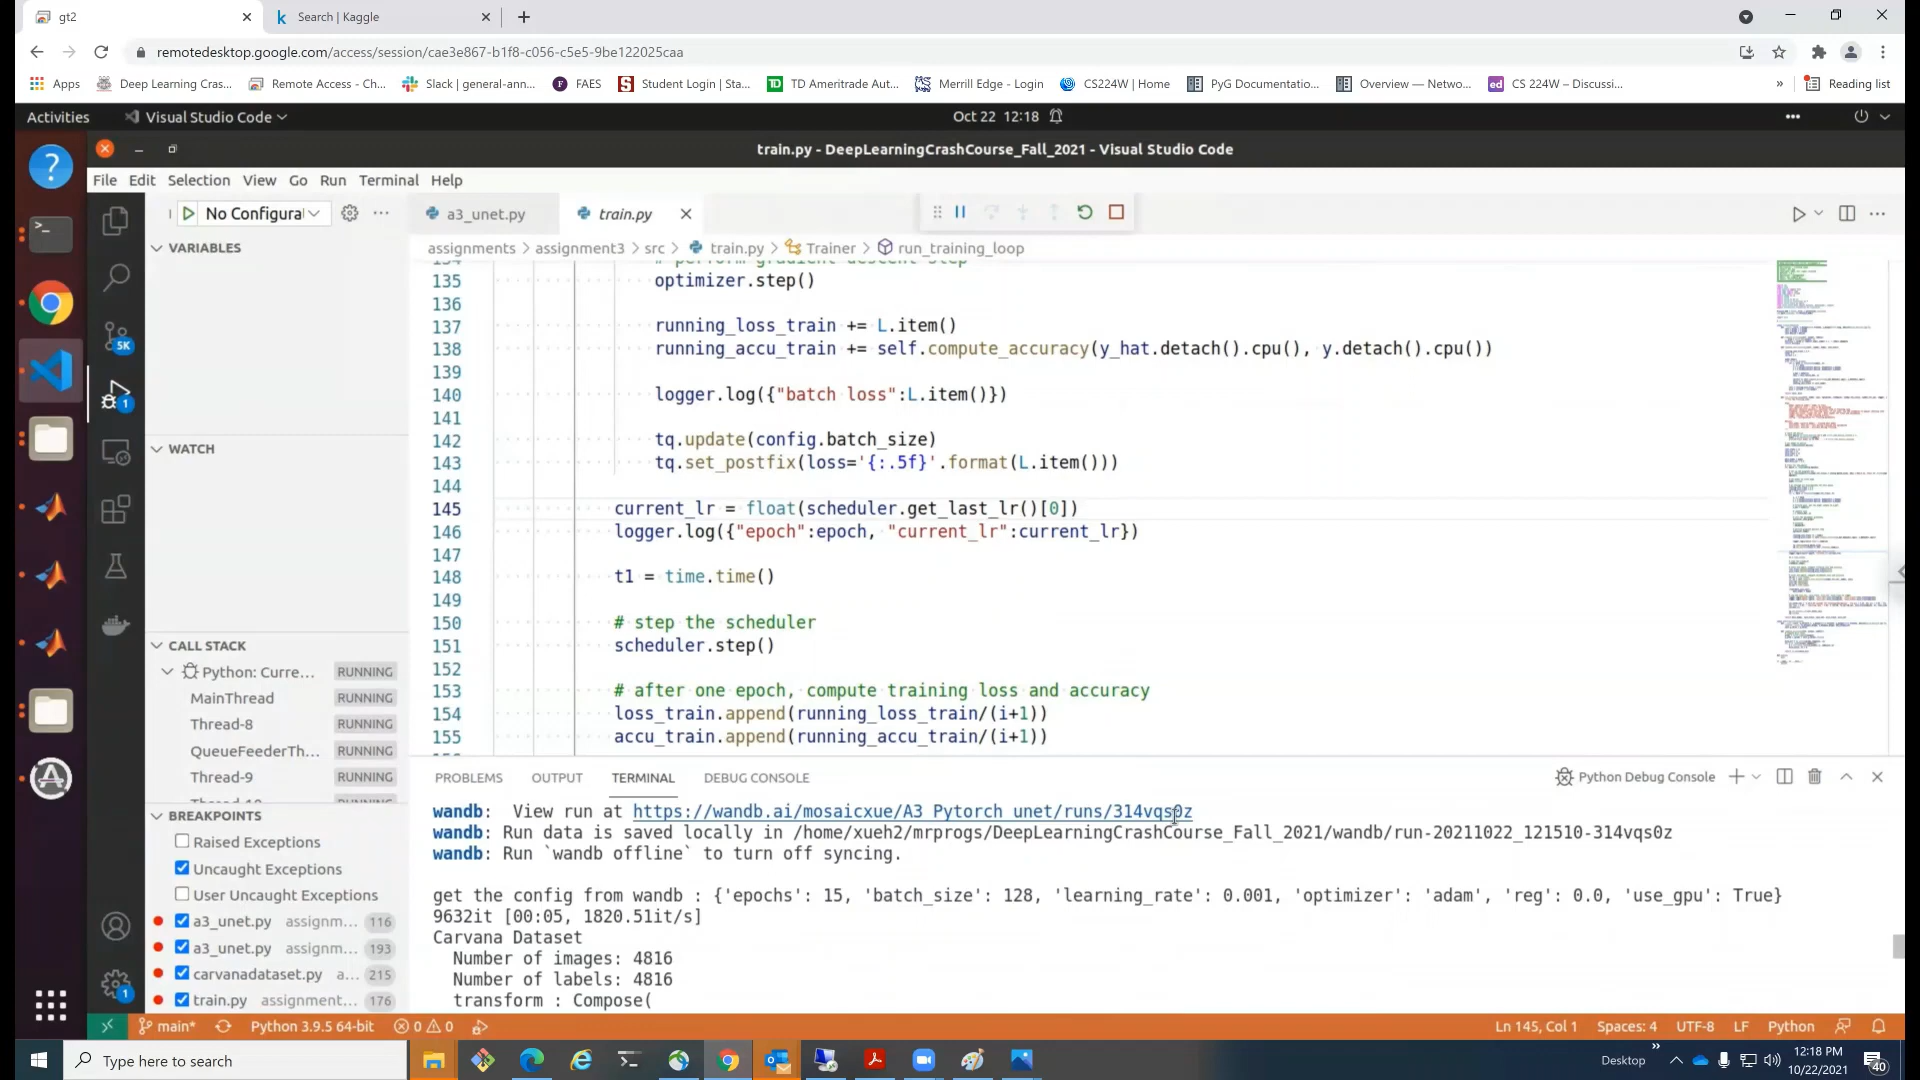 gt2
Search | Kaggle
remotedesktop.google.com/access/session/cae3e867-b1f8-c056-c5e5-9be122025caa
Apps Deep Learning Cras... Remote Access - Ch... Slack | general-ann... FAES Student Login | Sta... TD Ameritrade Aut... Merrill Edge - Login CS224W | Home PyG Documentatio... Overview — Netwo... CS 224W – Discussi... » Reading list
Activities Visual Studio Code Oct 22 12:18
train.py - DeepLearningCrashCourse_Fall_2021 - Visual Studio Code
File Edit Selection View Go Run Terminal Help
No Configurat
a3_unet.py train.py
assignments > assignment3 > src > train.py > Trainer > run_training_loop
VARIABLES
WATCH
CALL STACK
Python: Curre... RUNNING
MainThread RUNNING
Thread-8 RUNNING
QueueFeederTh... RUNNING
Thread-9 RUNNING
Thread-10 RUNNING
BREAKPOINTS
Raised Exceptions
Uncaught Exceptions
User Uncaught Exceptions
a3_unet.py assignm... 116
a3_unet.py assignm... 193
carvanadataset.py a... 215
train.py assignment... 176
134 # perform gradient descent step
135 optimizer.step()
136
137 running_loss_train += L.item()
138 running_accu_train += self.compute_accuracy(y_hat.detach().cpu(), y.detach().cpu())
139
140 logger.log({"batch loss":L.item()})
141
142 tq.update(config.batch_size)
143 tq.set_postfix(loss='{:.5f}'.format(L.item()))
144
145 current_lr = float(scheduler.get_last_lr()[0])
146 logger.log({"epoch":epoch, "current_lr":current_lr})
147
148 t1 = time.time()
149
150 # step the scheduler
151 scheduler.step()
152
153 # after one epoch, compute training loss and accuracy
154 loss_train.append(running_loss_train/(i+1))
155 accu_train.append(running_accu_train/(i+1))
PROBLEMS OUTPUT TERMINAL DEBUG CONSOLE Python Debug Console
wandb: View run at https://wandb.ai/mosaicxue/A3_Pytorch_unet/runs/314vqs0z
wandb: Run data is saved locally in /home/xueh2/mrprogs/DeepLearningCrashCourse_Fall_2021/wandb/run-20211022_121510-314vqs0z
wandb: Run `wandb offline` to turn off syncing.
get the config from wandb : {'epochs': 15, 'batch_size': 128, 'learning_rate': 0.001, 'optimizer': 'adam', 'reg': 0.0, 'use_gpu': True}
9632it [00:05, 1820.51it/s]
Carvana Dataset
Number of images: 4816
Number of labels: 4816
transform : Compose(
5K
1
1
main* Python 3.9.5 64-bit 0 0 Ln 145, Col 1 Spaces: 4 UTF-8 LF Python
Type here to search Desktop » 12:18 PM
10/22/2021
40